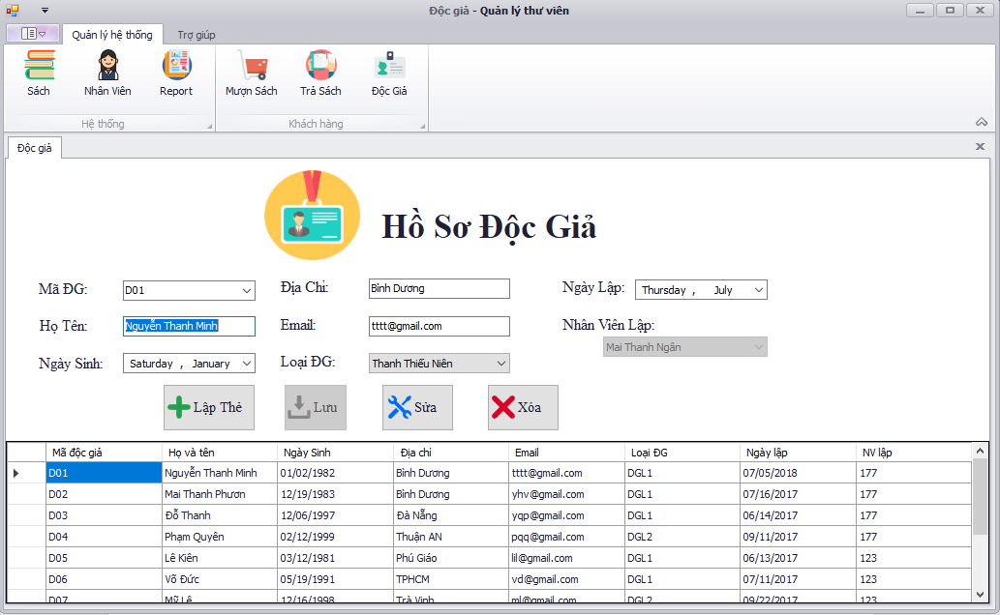 Độc giả - Quản lý thư viên
Quản lý hệ thống Trợ giúp
Sách Nhân Viên Report Mượn Sách Trả Sách Độc Giả
Hệ thống Khách hàng
Độc giả
Hồ Sơ Độc Giả
Mã ĐG: D01 Địa Chỉ: Bình Dương Ngày Lập: Thursday , July
Họ Tên: Nguyễn Thanh Minh Email: tttt@gmail.com Nhân Viên Lập:
Mai Thanh Ngân
Ngày Sinh: Saturday , January Loại ĐG: Thanh Thiếu Niên
Lập Thẻ Lưu Sửa Xóa
Mã độc giả Họ và tên Ngày Sinh Địa chỉ Email Loại ĐG Ngày lập NV lập
D01 Nguyễn Thanh Minh 01/02/1982 Bình Dương tttt@gmail.com DGL1 07/05/2018 177
D02 Mai Thanh Phươn 12/19/1983 Bình Dương yhv@gmail.com DGL1 07/16/2017 177
D03 Đỗ Thanh 12/06/1997 Đà Nẵng yqp@gmail.com DGL1 06/14/2017 177
D04 Phạm Quyên 02/12/1999 Thuận AN pqq@gmail.com DGL2 09/11/2017 177
D05 Lê Kiên 03/12/1981 Phú Giáo lil@gmail.com DGL1 06/13/2017 123
D06 Võ Đức 05/19/1991 TPHCM vd@gmail.com DGL1 07/11/2017 123
D07 Mỹ Lê 12/16/1998 Trà Vinh ml@gmail.com DGL2 09/22/2017 123